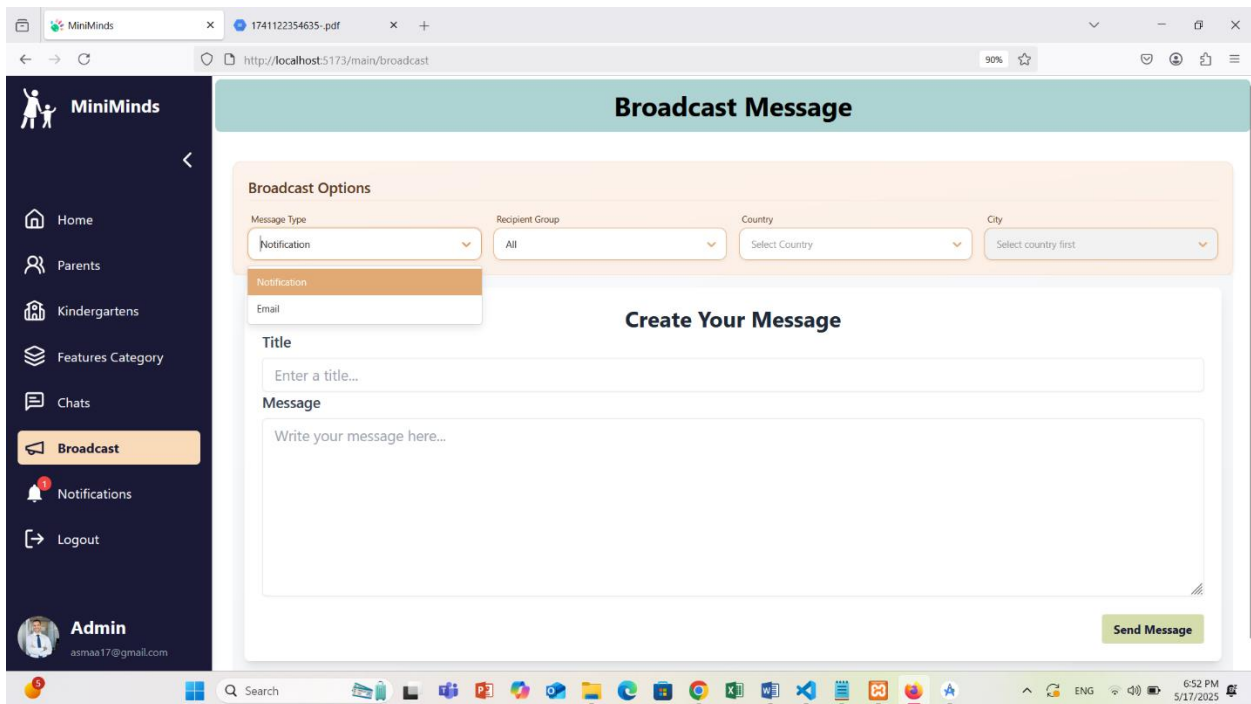 MiniMinds
1741122354635-.pdf
http://localhost:5173/main/broadcast
90%
MiniMinds
Home
Parents
Kindergartens
Features Category
Chats
Broadcast
1
Notifications
Logout
Admin
asmaa17@gmail.com
Broadcast Message
Broadcast Options
Message Type Recipient Group Country City
Notification All Select Country Select country first
Notification
Email
Create Your Message
Title
Enter a title...
Message
Write your message here...
Send Message
5
Search
ENG
6:52 PM
5/17/2025